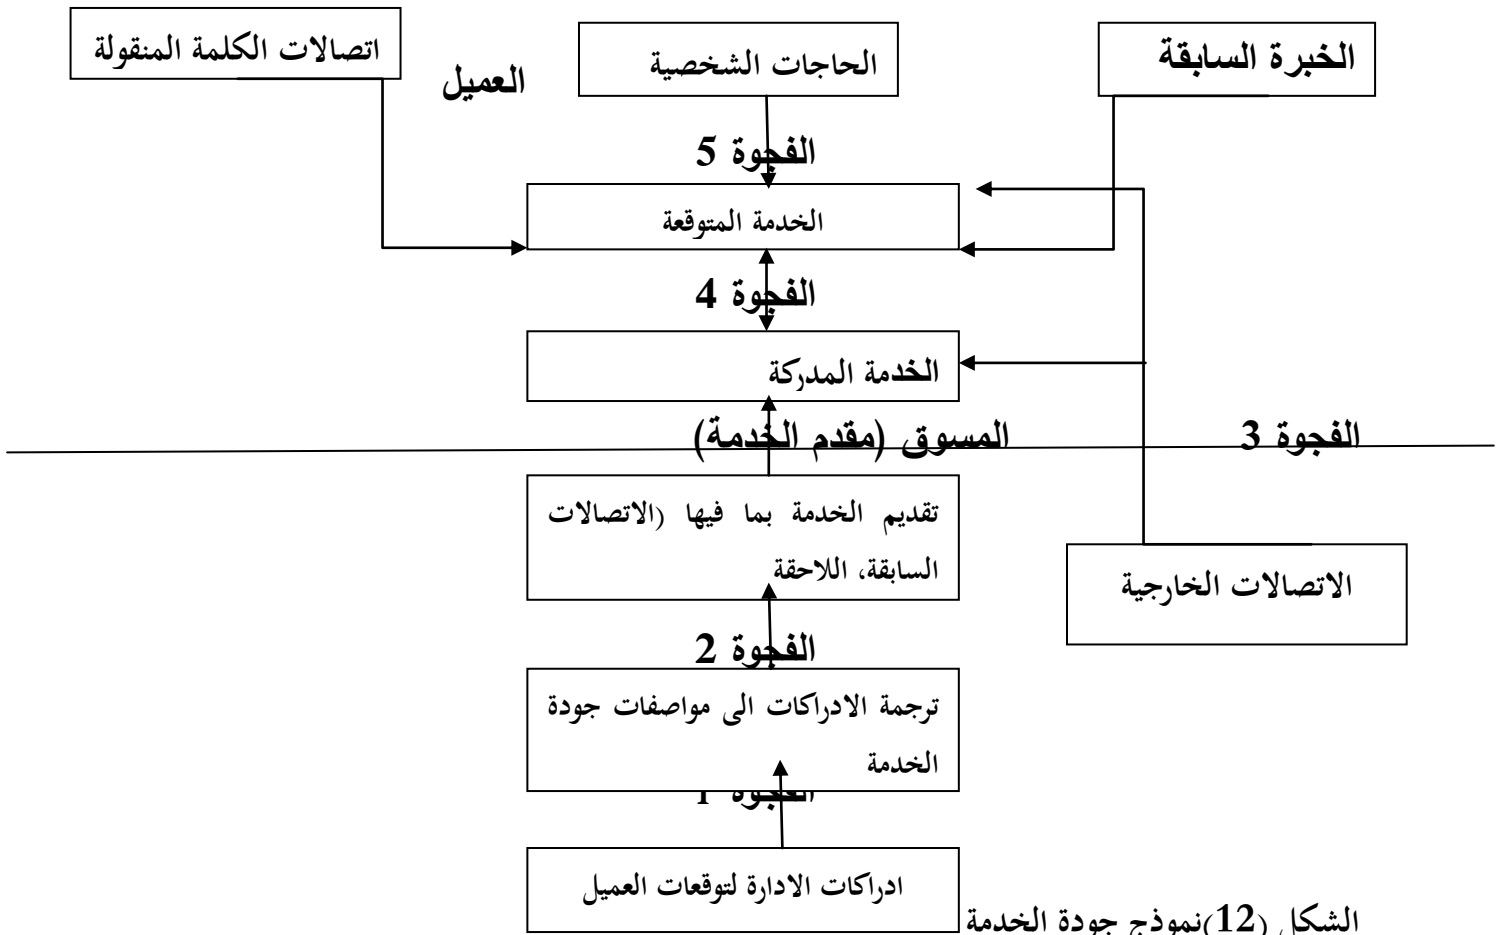 الخبرة السابقة
الحاجات الشخصية
اتصالات الكلمة المنقولة
العميل
الفجوة 5
الخدمة المتوقعة
الفجوة 4
الخدمة المدركة
الفجوة 3
المسوق (مقدم الخدمة)
تقديم الخدمة بما فيها (الاتصالات
السابقة، اللاحقة
الاتصالات الخارجية
الفجوة 2
ترجمة الادراكات الى مواصفات جودة
الخدمة
الفجوة 1
ادراكات الادارة لتوقعات العميل
الشكل (12)نموذج جودة الخدمة